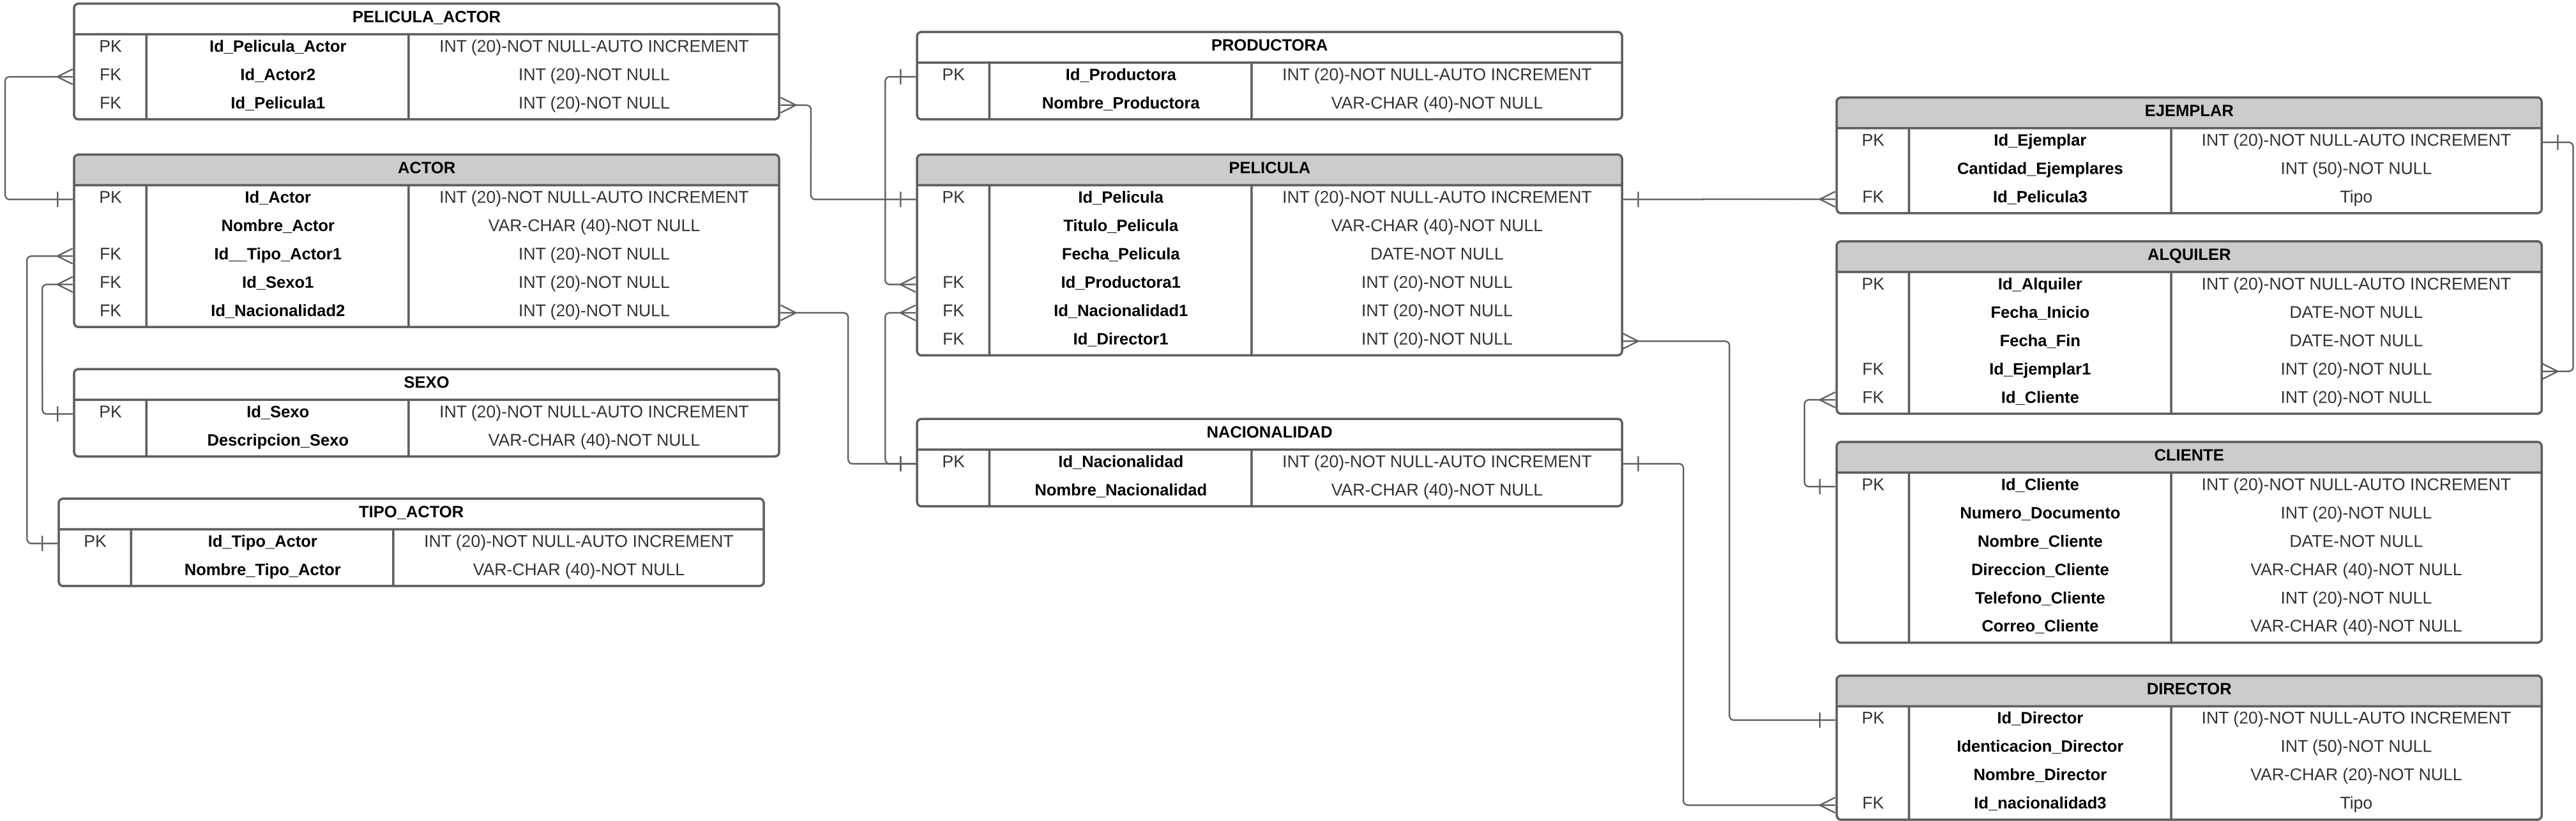 PELICULA_ACTOR
PK Id_Pelicula_Actor INT (20)-NOT NULL-AUTO INCREMENT
FK Id_Actor2 INT (20)-NOT NULL
FK Id_Pelicula1 INT (20)-NOT NULL
ACTOR
PK Id_Actor INT (20)-NOT NULL-AUTO INCREMENT
Nombre_Actor VAR-CHAR (40)-NOT NULL
FK Id__Tipo_Actor1 INT (20)-NOT NULL
FK Id_Sexo1 INT (20)-NOT NULL
FK Id_Nacionalidad2 INT (20)-NOT NULL
SEXO
PK Id_Sexo INT (20)-NOT NULL-AUTO INCREMENT
Descripcion_Sexo VAR-CHAR (40)-NOT NULL
TIPO_ACTOR
PK Id_Tipo_Actor INT (20)-NOT NULL-AUTO INCREMENT
Nombre_Tipo_Actor VAR-CHAR (40)-NOT NULL
PRODUCTORA
PK Id_Productora INT (20)-NOT NULL-AUTO INCREMENT
Nombre_Productora VAR-CHAR (40)-NOT NULL
PELICULA
PK Id_Pelicula INT (20)-NOT NULL-AUTO INCREMENT
Titulo_Pelicula VAR-CHAR (40)-NOT NULL
Fecha_Pelicula DATE-NOT NULL
FK Id_Productora1 INT (20)-NOT NULL
FK Id_Nacionalidad1 INT (20)-NOT NULL
FK Id_Director1 INT (20)-NOT NULL
NACIONALIDAD
PK Id_Nacionalidad INT (20)-NOT NULL-AUTO INCREMENT
Nombre_Nacionalidad VAR-CHAR (40)-NOT NULL
EJEMPLAR
PK Id_Ejemplar INT (20)-NOT NULL-AUTO INCREMENT
Cantidad_Ejemplares INT (50)-NOT NULL
FK Id_Pelicula3 Tipo
ALQUILER
PK Id_Alquiler INT (20)-NOT NULL-AUTO INCREMENT
Fecha_Inicio DATE-NOT NULL
Fecha_Fin DATE-NOT NULL
FK Id_Ejemplar1 INT (20)-NOT NULL
FK Id_Cliente INT (20)-NOT NULL
CLIENTE
PK Id_Cliente INT (20)-NOT NULL-AUTO INCREMENT
Numero_Documento INT (20)-NOT NULL
Nombre_Cliente DATE-NOT NULL
Direccion_Cliente VAR-CHAR (40)-NOT NULL
Telefono_Cliente INT (20)-NOT NULL
Correo_Cliente VAR-CHAR (40)-NOT NULL
DIRECTOR
PK Id_Director INT (20)-NOT NULL-AUTO INCREMENT
Identicacion_Director INT (50)-NOT NULL
Nombre_Director VAR-CHAR (20)-NOT NULL
FK Id_nacionalidad3 Tipo